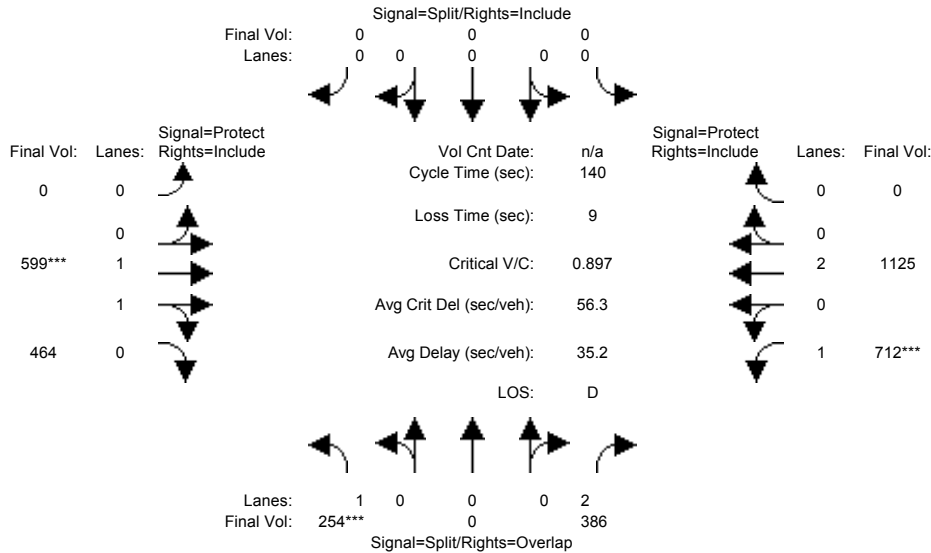 Signal=Split/Rights=Include
Final Vol: 0 0 0
Lanes: 0 0 0 0 0
Signal=Protect Signal=Protect
Final Vol: Lanes: Rights=Include Vol Cnt Date: n/a Rights=Include Lanes: Final Vol:
Cycle Time (sec): 140
0 0 0 0
Loss Time (sec): 9
0 0
599*** 1 Critical V/C: 0.897 2 1125
1 Avg Crit Del (sec/veh): 56.3 0
464 0 Avg Delay (sec/veh): 35.2 1 712***
LOS: D
Lanes: 1 0 0 0 2
Final Vol: 254*** 0 386
Signal=Split/Rights=Overlap